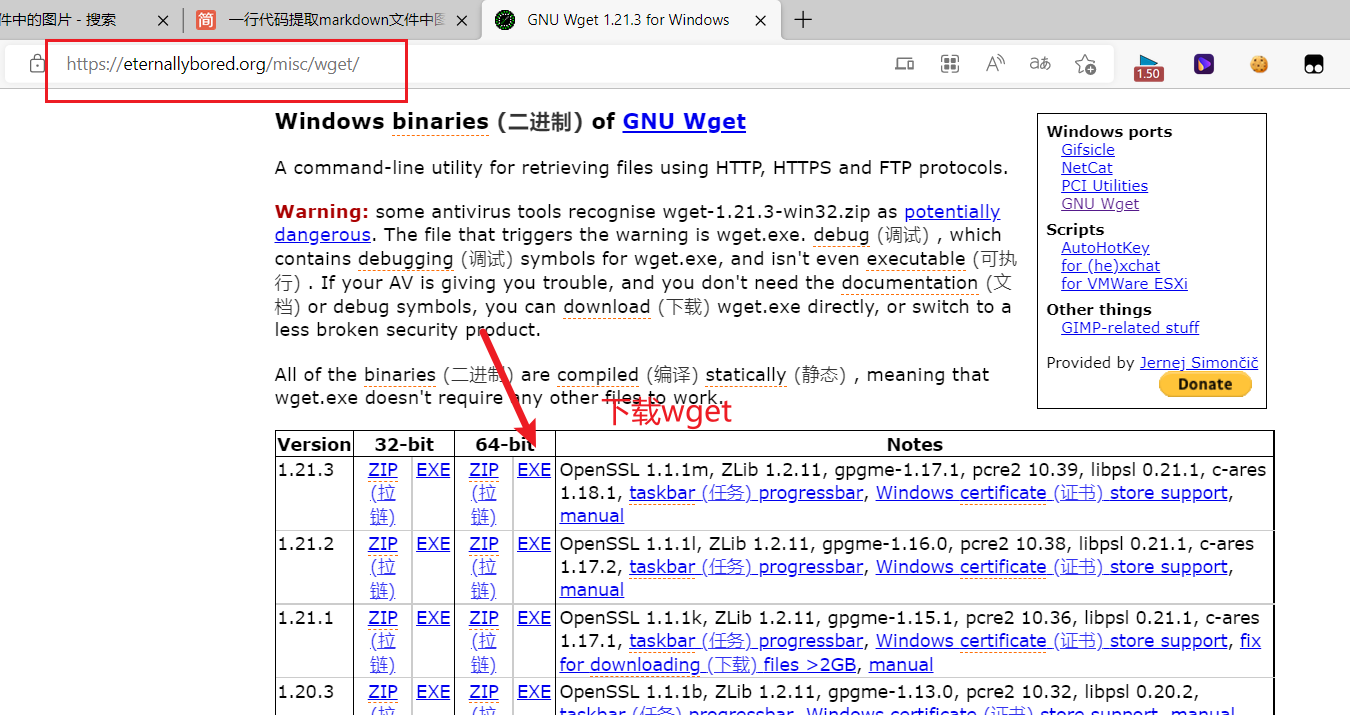 件中的图片 - 搜索
简 一行代码提取markdown文件中图
GNU Wget 1.21.3 for Windows
https://eternallybored.org/misc/wget/
aあ
1.50
Windows binaries (二进制) of GNU Wget
A command-line utility for retrieving files using HTTP, HTTPS and FTP protocols.
Warning: some antivirus tools recognise wget-1.21.3-win32.zip as potentially
dangerous. The file that triggers the warning is wget.exe. debug (调试) , which
contains debugging (调试) symbols for wget.exe, and isn't even executable (可执
行) . If your AV is giving you trouble, and you don't need the documentation (文
档) or debug symbols, you can download (下载) wget.exe directly, or switch to a
less broken security product.
All of the binaries (二进制) are compiled (编译) statically (静态) , meaning that
wget.exe doesn't require any other files to work.
下载wget
Windows ports
Gifsicle
NetCat
PCI Utilities
GNU Wget
Scripts
AutoHotKey
for (he)xchat
for VMWare ESXi
Other things
GIMP-related stuff
Provided by Jernej Simončič
Donate
Version 32-bit 64-bit Notes
1.21.3 ZIP EXE ZIP EXE OpenSSL 1.1.1m, ZLib 1.2.11, gpgme-1.17.1, pcre2 10.39, libpsl 0.21.1, c-ares
(拉 (拉 1.18.1, taskbar (任务) progressbar, Windows certificate (证书) store support,
链) 链) manual
1.21.2 ZIP EXE ZIP EXE OpenSSL 1.1.1l, ZLib 1.2.11, gpgme-1.16.0, pcre2 10.38, libpsl 0.21.1, c-ares
(拉 (拉 1.17.2, taskbar (任务) progressbar, Windows certificate (证书) store support,
链) 链) manual
1.21.1 ZIP EXE ZIP EXE OpenSSL 1.1.1k, ZLib 1.2.11, gpgme-1.15.1, pcre2 10.36, libpsl 0.21.1, c-ares
(拉 (拉 1.17.1, taskbar (任务) progressbar, Windows certificate (证书) store support, fix
链) 链) for downloading (下载) files >2GB, manual
1.20.3 ZIP EXE ZIP EXE OpenSSL 1.1.1b, ZLib 1.2.11, gpgme-1.13.0, pcre2 10.32, libpsl 0.20.2,
(拉 (拉 taskbar (任务) progressbar, Windows certificate (证书) store support, manual